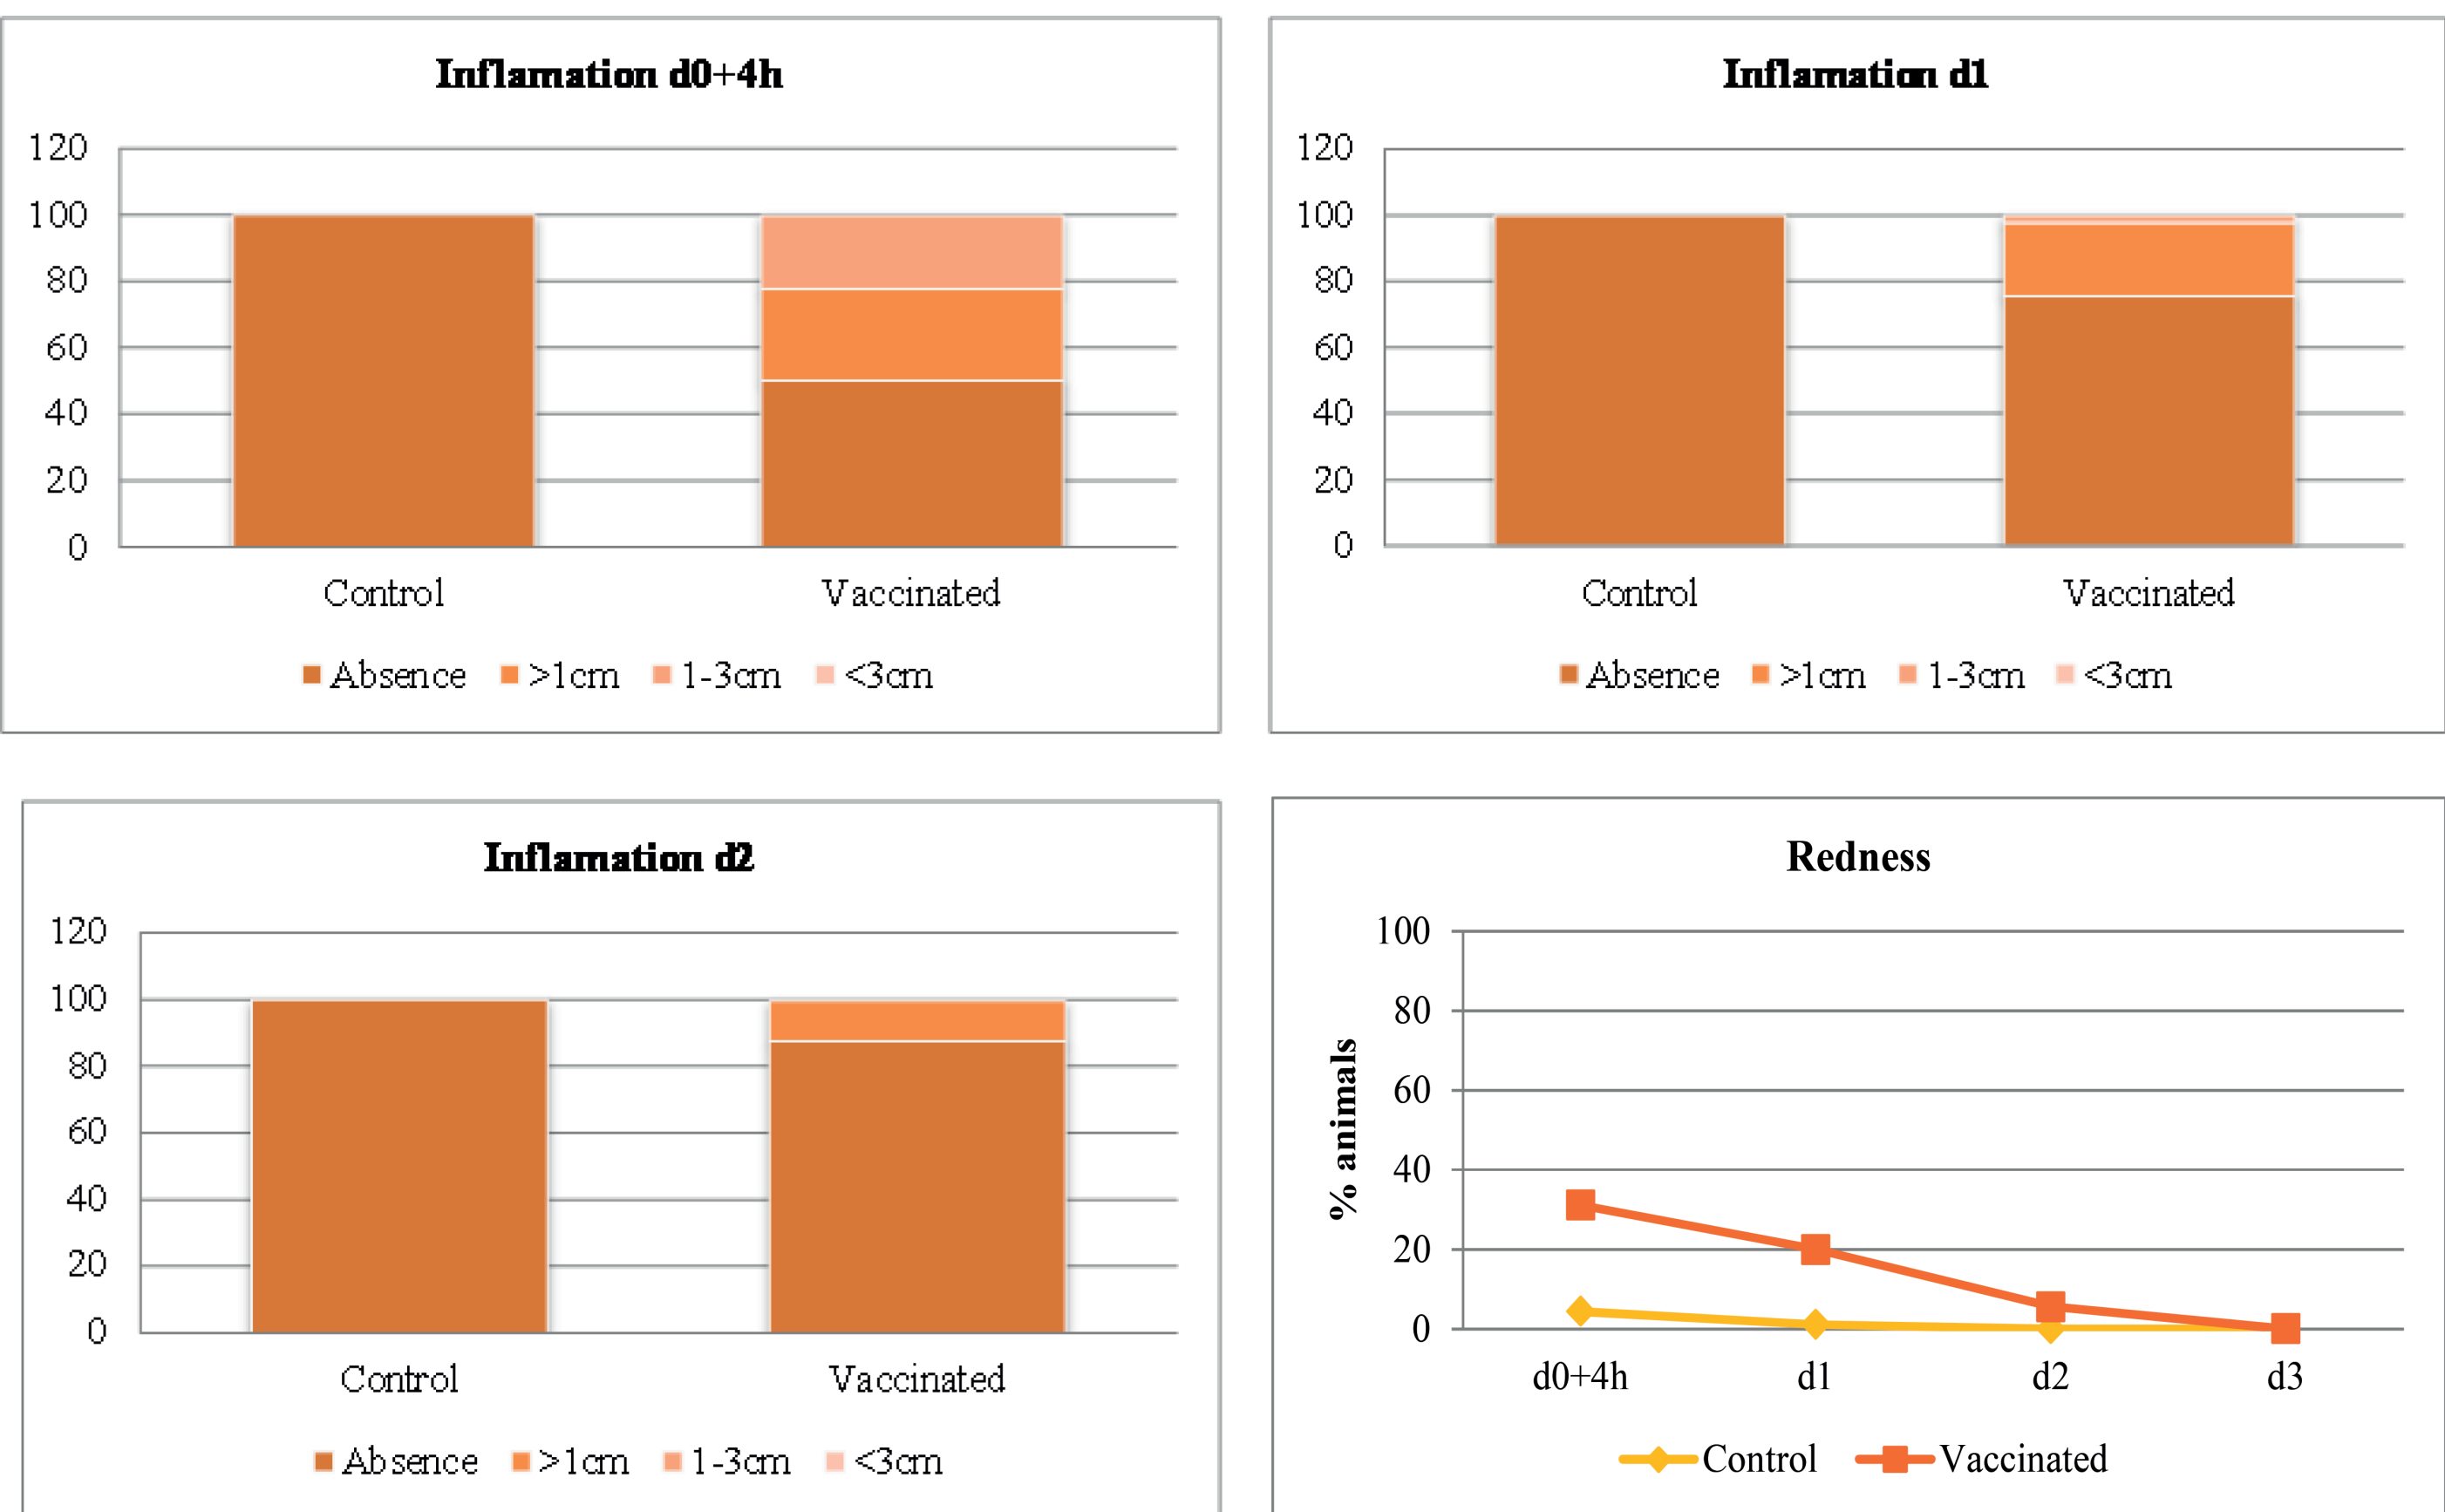 Inflamation d0+4h
120
100
80
60
40
20
0
Control Vaccinated
Absence >1cm 1-3cm <3cm
Inflamation d1
120
100
80
60
40
20
0
Control Vaccinated
Absence >1cm 1-3cm <3cm
Inflamation d2
120
100
80
60
40
20
0
Control Vaccinated
Absence >1cm 1-3cm <3cm
Redness
% animals
100
80
60
40
20
0
d0+4h d1 d2 d3
Control Vaccinated